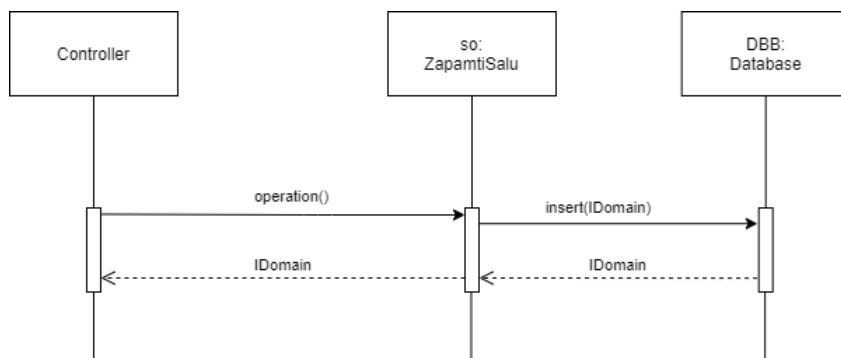 Controller
so:
ZapamtiSalu
DBB:
Database
operation()
insert(IDomain)
IDomain
IDomain